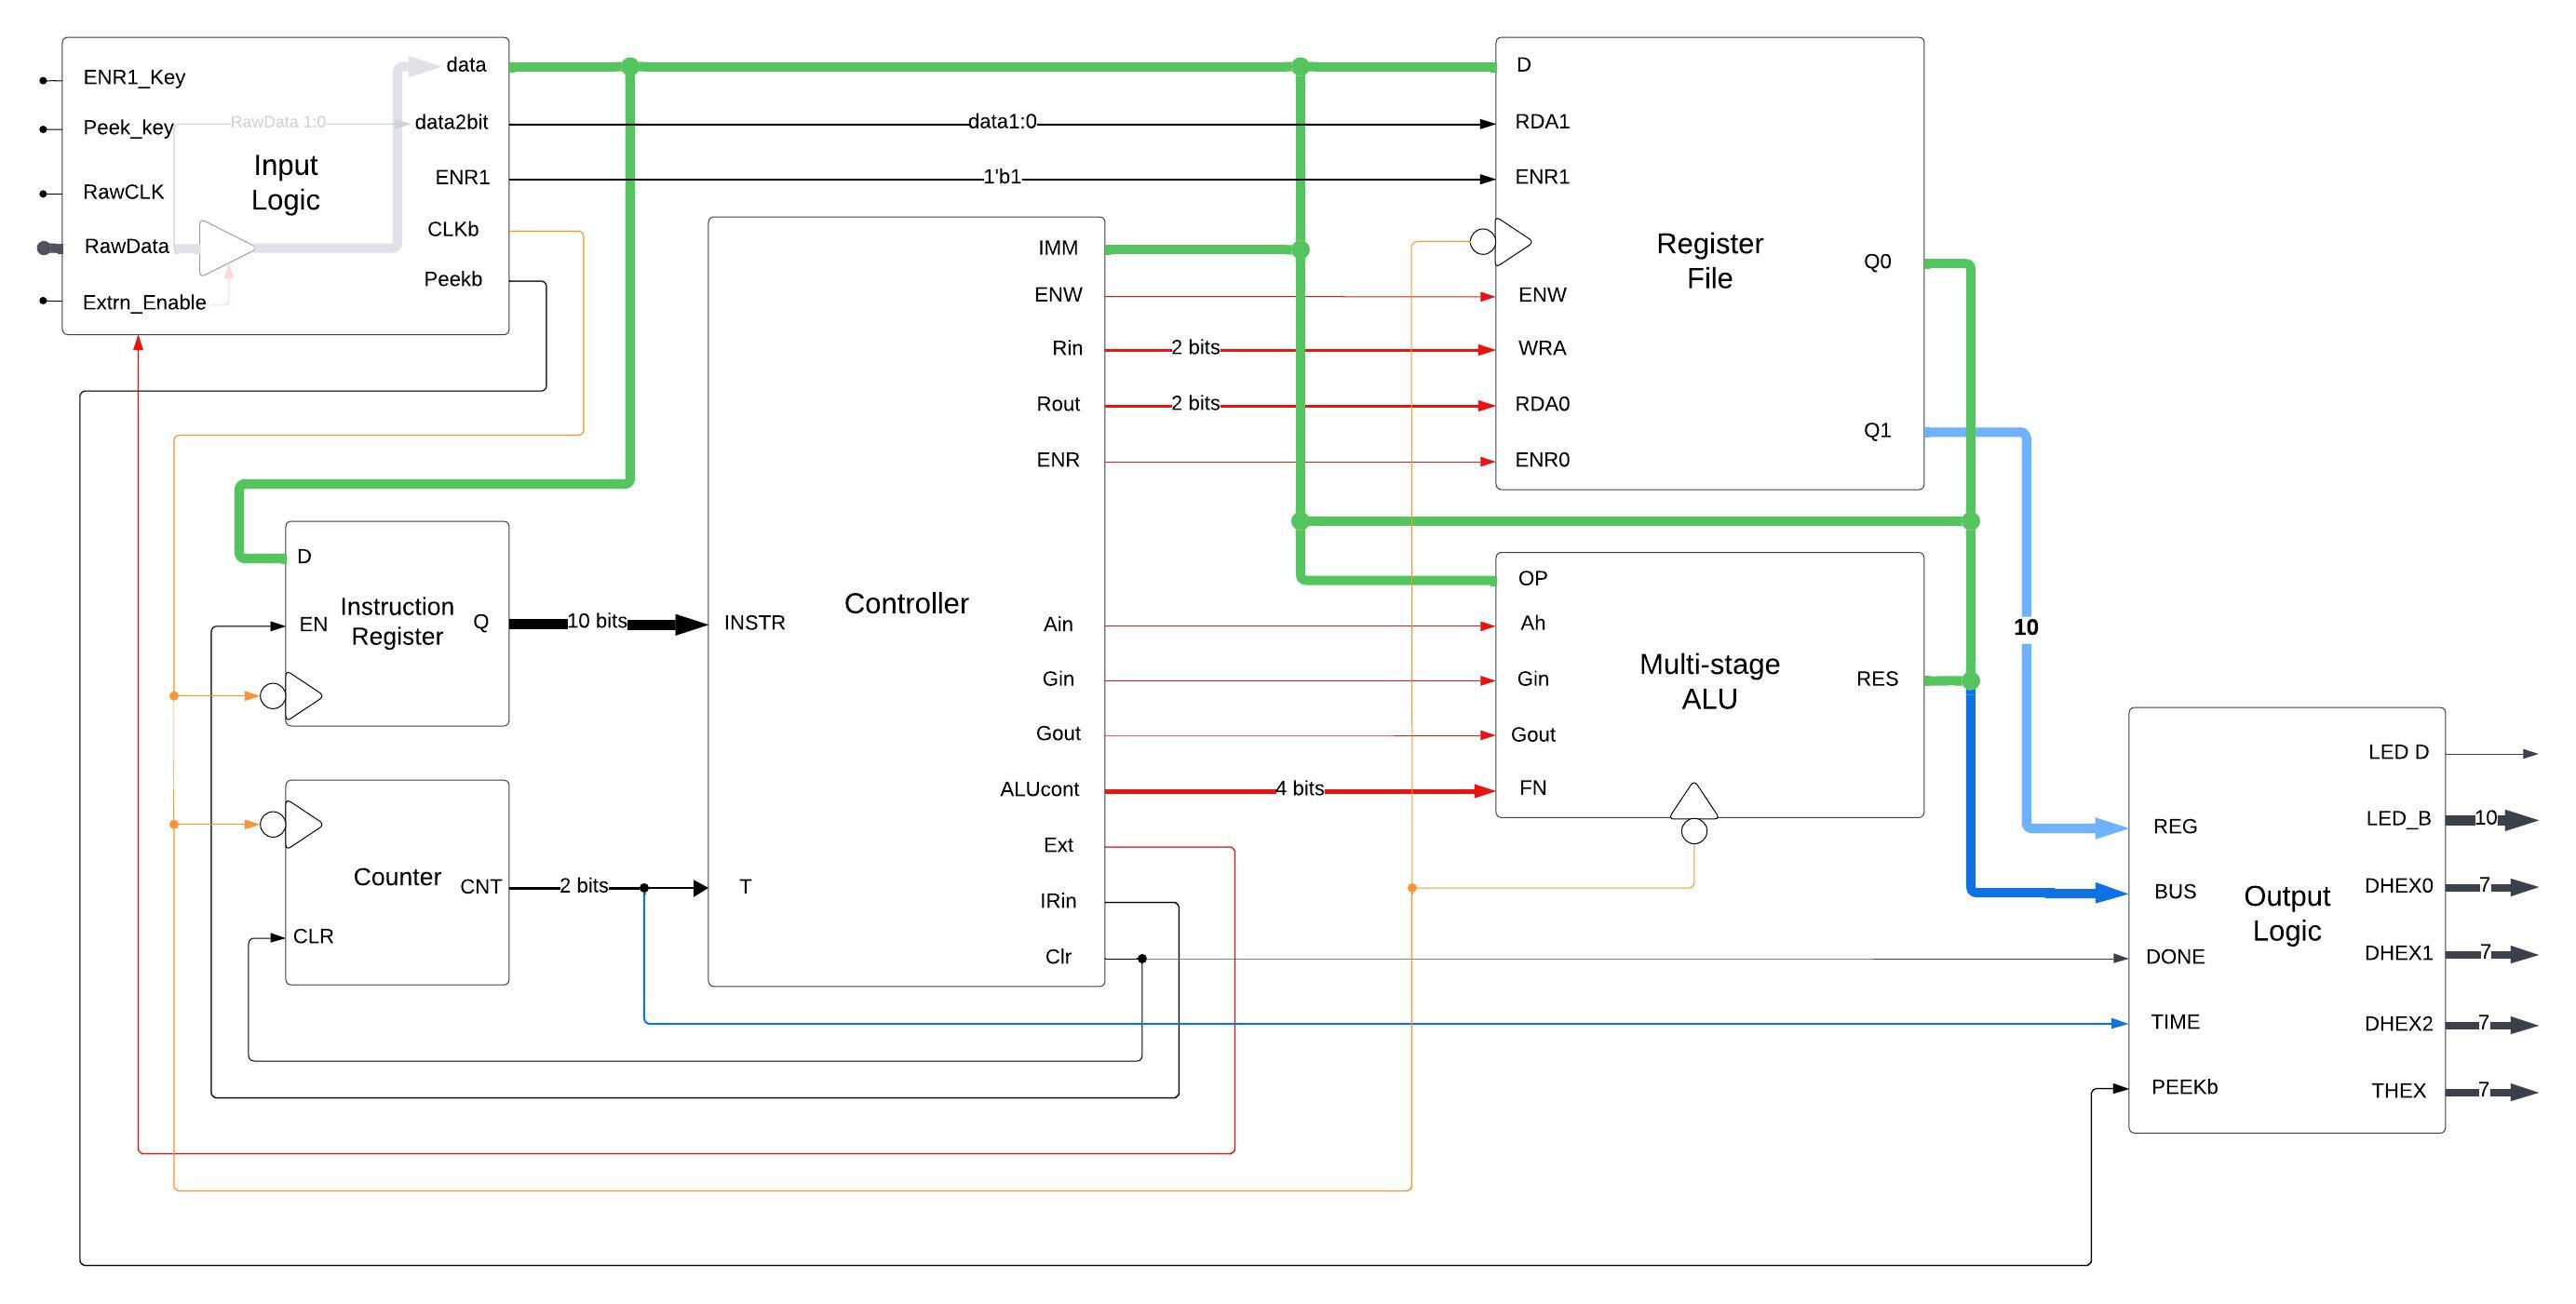 ENR1_Key
Peek_key
RawCLK
RawData
Extrn_Enable
RawData 1:0
Input
Logic
data
data2bit
ENR1
CLKb
Peekb
data1:0
1'b1
D
EN
Instruction
Register
Q
10 bits
Counter
CNT
CLR
2 bits
INSTR
T
Controller
IMM
ENW
Rin
Rout
ENR
Ain
Gin
Gout
ALUcont
Ext
IRin
Clr
2 bits
2 bits
4 bits
D
RDA1
ENR1
ENW
WRA
RDA0
ENR0
Register
File
Q0
Q1
OP
Ah
Gin
Gout
FN
Multi-stage
ALU
RES
10
REG
BUS
DONE
TIME
PEEKb
Output
Logic
LED D
LED_B
DHEX0
DHEX1
DHEX2
THEX
10
7
7
7
7